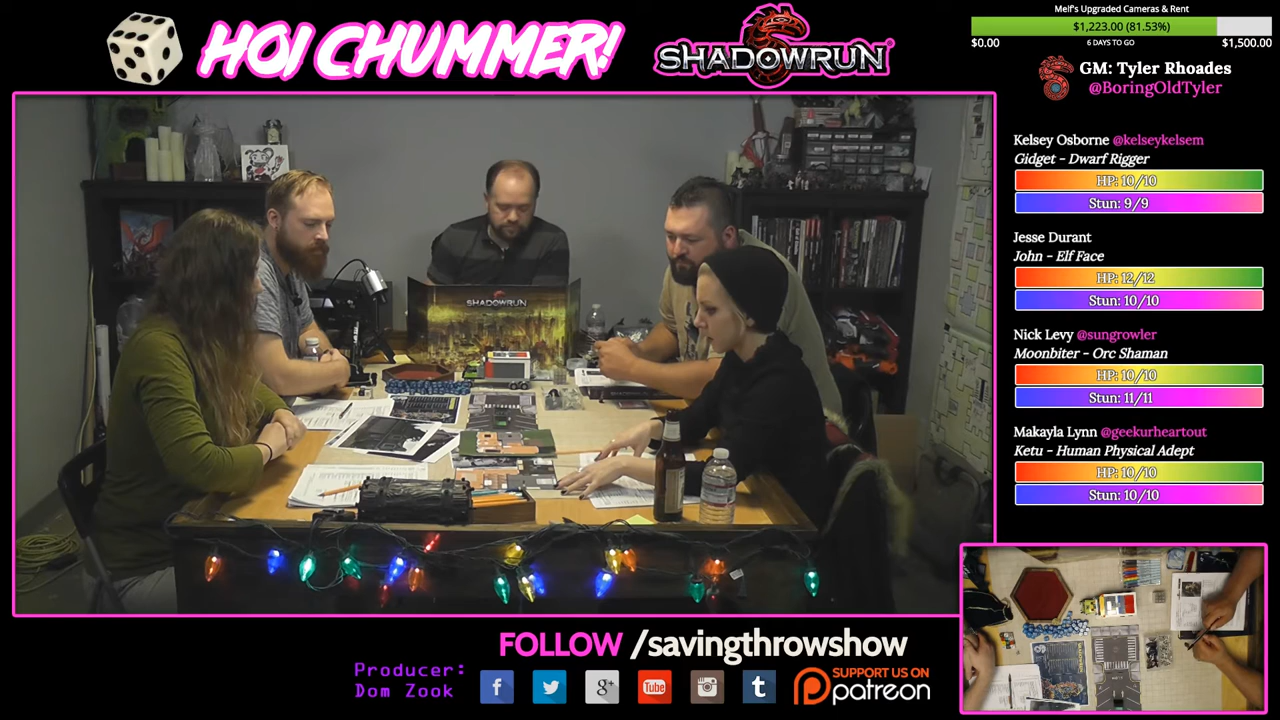 HOI CHUMMER!
SHADOWRUN
Melf's Upgraded Cameras & Rent
$1,223.00 (81.53%)
$0.00
6 DAYS TO GO
$1,500.00
GM: Tyler Rhoades
@BoringOldTyler
Kelsey Osborne @kelseykelsem
Gidget - Dwarf Rigger
HP: 10/10
Stun: 9/9
Jesse Durant
John - Elf Face
HP: 12/12
Stun: 10/10
Nick Levy @sungrowler
Moonbiter - Orc Shaman
HP: 10/10
Stun: 11/11
Makayla Lynn @geekurheartout
Ketu - Human Physical Adept
HP: 10/10
Stun: 10/10
SHADOWRUN
FOLLOW /savingthrowshow
Producer:
Dom Zook
f
g+
You Tube
t
SUPPORT US ON
patreon